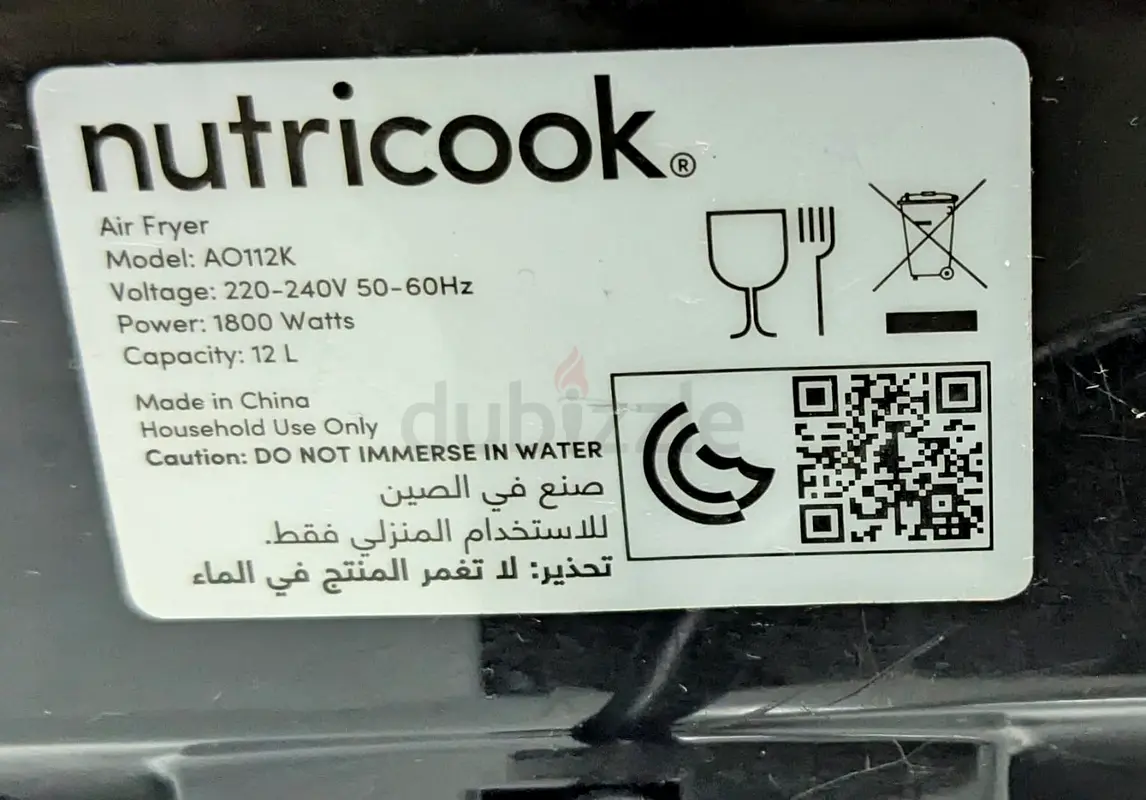 nutricook®
Air Fryer
Model: AO112K
Voltage: 220-240V 50-60Hz
Power: 1800 Watts
Capacity: 12 L
Made in China
Household Use Only
Caution: DO NOT IMMERSE IN WATER
صنع في الصين
للاستخدام المنزلي فقط.
تحذير: لا تغمر المنتج في الماء
dubizzle